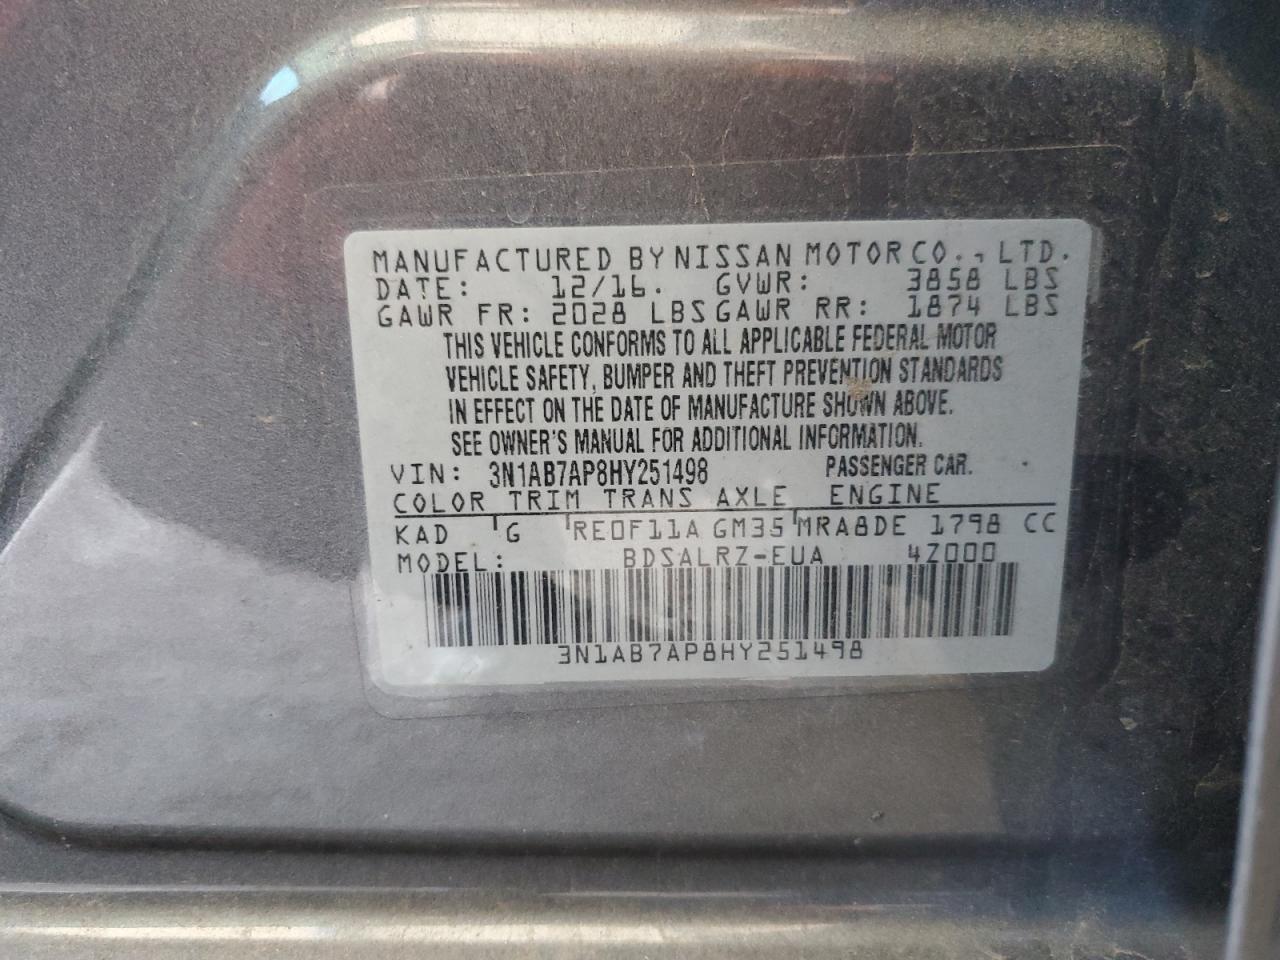 MANUFACTURED BY NISSAN MOTOR CO., LTD.
DATE: 12/16. GVWR: 3858 LBS
GAWR FR: 2028 LBS GAWR RR: 1874 LBS
THIS VEHICLE CONFORMS TO ALL APPLICABLE FEDERAL MOTOR
VEHICLE SAFETY, BUMPER AND THEFT PREVENTION STANDARDS
IN EFFECT ON THE DATE OF MANUFACTURE SHOWN ABOVE.
SEE OWNER'S MANUAL FOR ADDITIONAL INFORMATION.
VIN: 3N1AB7AP8HY251498 PASSENGER CAR.
COLOR TRIM TRANS AXLE ENGINE
KAD G RE0F11A GM35 MRA8DE 1798 CC
MODEL: BDSALRZ-EUA 4Z000
3N1AB7AP8HY251498